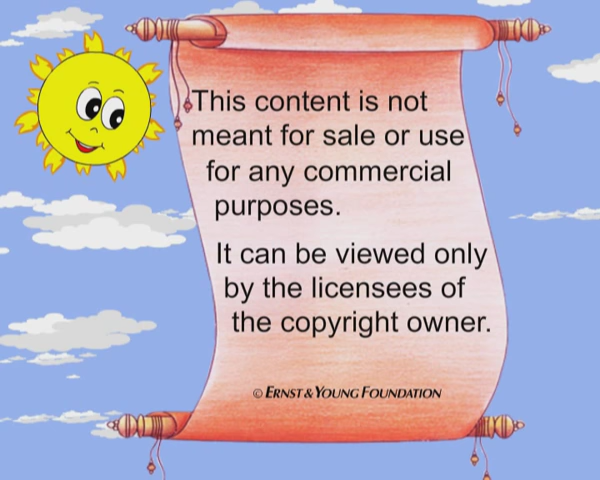 This content is not
meant for sale or use
for any commercial
purposes.
It can be viewed only
by the licensees of
the copyright owner.
© ERNST & YOUNG FOUNDATION